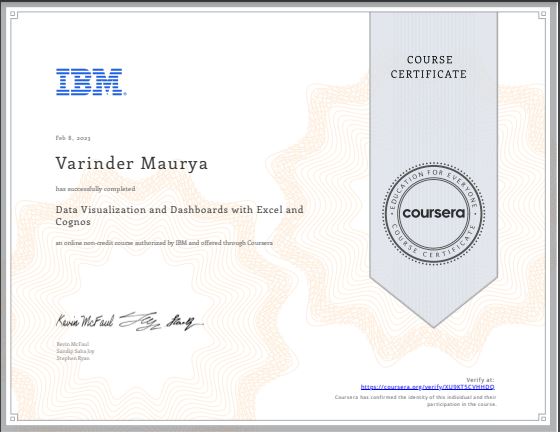 COURSE
CERTIFICATE
IBM
Feb 8, 2023
Varinder Maurya
has successfully completed
Data Visualization and Dashboards with Excel and
Cognos
an online non-credit course authorized by IBM and offered through Coursera
EDUCATION FOR EVERYONE
coursera
COURSE CERTIFICATE
Kevin McFaul
Sandip Saha Joy
Stephen Ryan
Verify at:
https://coursera.org/verify/XU9KTSCVHHDQ
Coursera has confirmed the identity of this individual and their
participation in the course.